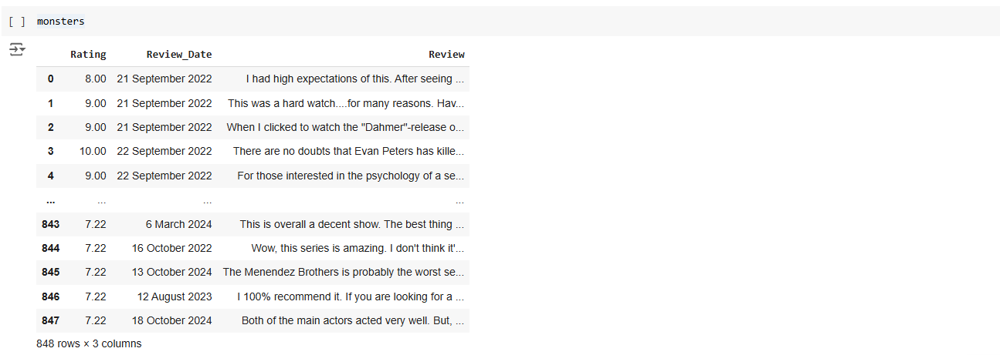 [ ] monsters
Rating Review_Date Review
0 8.00 21 September 2022 I had high expectations of this. After seeing ...
1 9.00 21 September 2022 This was a hard watch....for many reasons. Hav...
2 9.00 21 September 2022 When I clicked to watch the "Dahmer"-release o...
3 10.00 22 September 2022 There are no doubts that Evan Peters has kille...
4 9.00 22 September 2022 For those interested in the psychology of a se...
... ... ... ...
843 7.22 6 March 2024 This is overall a decent show. The best thing ...
844 7.22 16 October 2022 Wow, this series is amazing. I don't think it'...
845 7.22 13 October 2024 The Menendez Brothers is probably the worst se...
846 7.22 12 August 2023 I 100% recommend it. If you are looking for a ...
847 7.22 18 October 2024 Both of the main actors acted very well. But, ...
848 rows × 3 columns